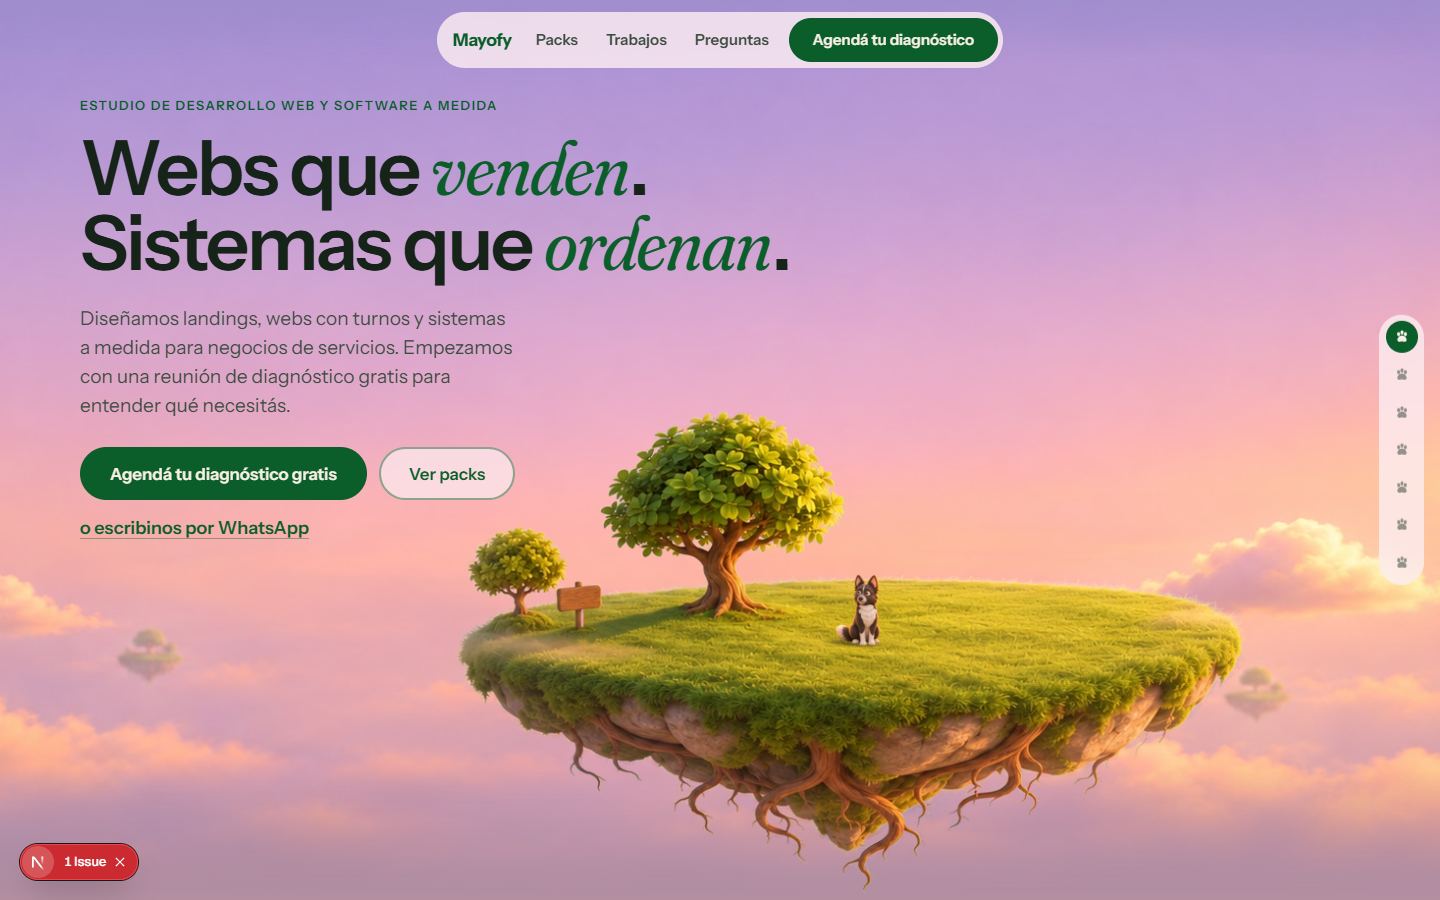 Mayofy
Packs
Trabajos
Preguntas
Agendá tu diagnóstico
ESTUDIO DE DESARROLLO WEB Y SOFTWARE A MEDIDA
Webs que venden.
Sistemas que ordenan.
Diseñamos landings, webs con turnos y sistemas
a medida para negocios de servicios. Empezamos
con una reunión de diagnóstico gratis para
entender qué necesitás.
Agendá tu diagnóstico gratis
Ver packs
o escribinos por WhatsApp
N
1 Issue